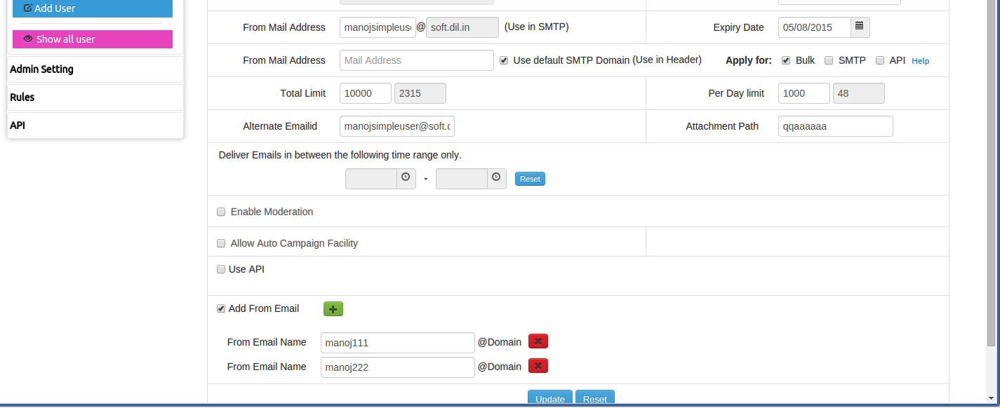 Add User
Show all user
Admin Setting
Rules
API
From Mail Address manojsimpleus @ soft.dil.in (Use in SMTP) Expiry Date 05/08/2015
From Mail Address Mail Address Use default SMTP Domain (Use in Header) Apply for: Bulk SMTP API Help
Total Limit 10000 2315 Per Day limit 1000 48
Alternate Emailid manojsimpleuser@soft.d Attachment Path qqaaaaaa
Deliver Emails in between the following time range only.
- Reset
Enable Moderation
Allow Auto Campaign Facility
Use API
Add From Email
From Email Name manoj111 @Domain
From Email Name manoj222 @Domain
Update Reset